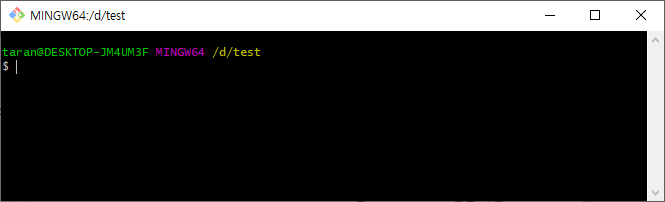 MINGW64:/d/test
taran@DESKTOP-JM4UM3F MINGW64 /d/test
$